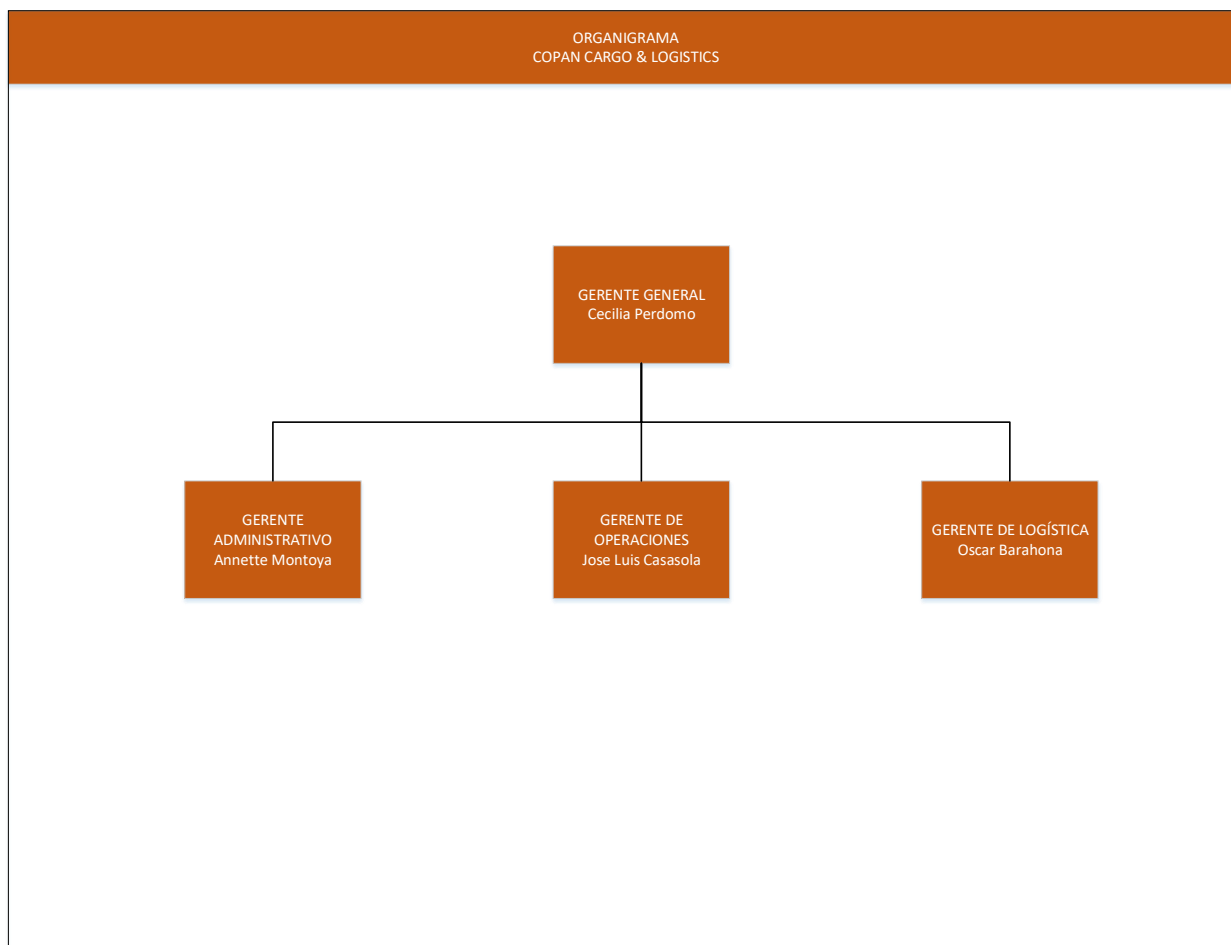 ORGANIGRAMA
COPAN CARGO & LOGISTICS
GERENTE GENERAL
Cecilia Perdomo
GERENTE
ADMINISTRATIVO
Annette Montoya
GERENTE DE
OPERACIONES
Jose Luis Casasola
GERENTE DE LOGÍSTICA
Oscar Barahona